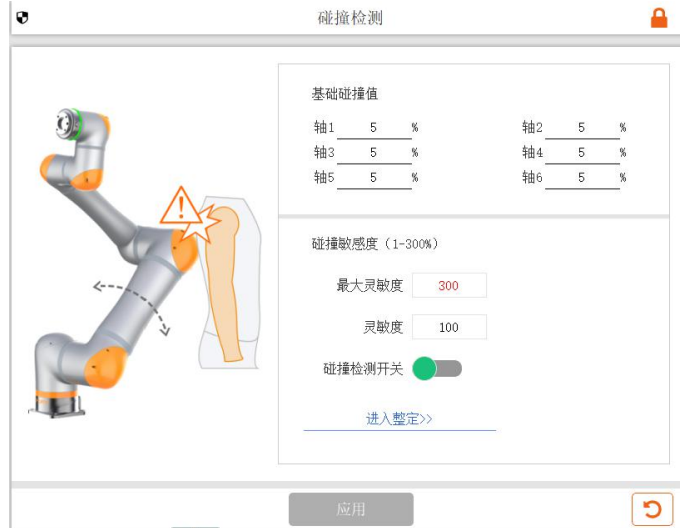 碰撞检测
基础碰撞值
轴1 5 % 轴2 5 %
轴3 5 % 轴4 5 %
轴5 5 % 轴6 5 %
碰撞敏感度（1-300%）
最大灵敏度 300
灵敏度 100
碰撞检测开关
进入整定>>
应用